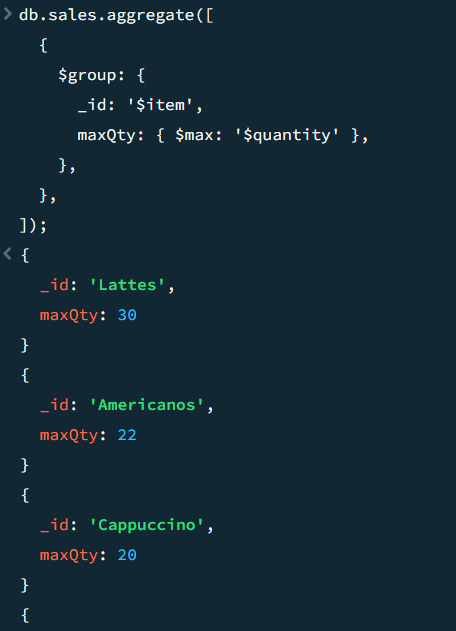 > db.sales.aggregate([
{
$group: {
_id: '$item',
maxQty: { $max: '$quantity' },
},
},
]);
< {
_id: 'Lattes',
maxQty: 30
}
{
_id: 'Americanos',
maxQty: 22
}
{
_id: 'Cappuccino',
maxQty: 20
}
{